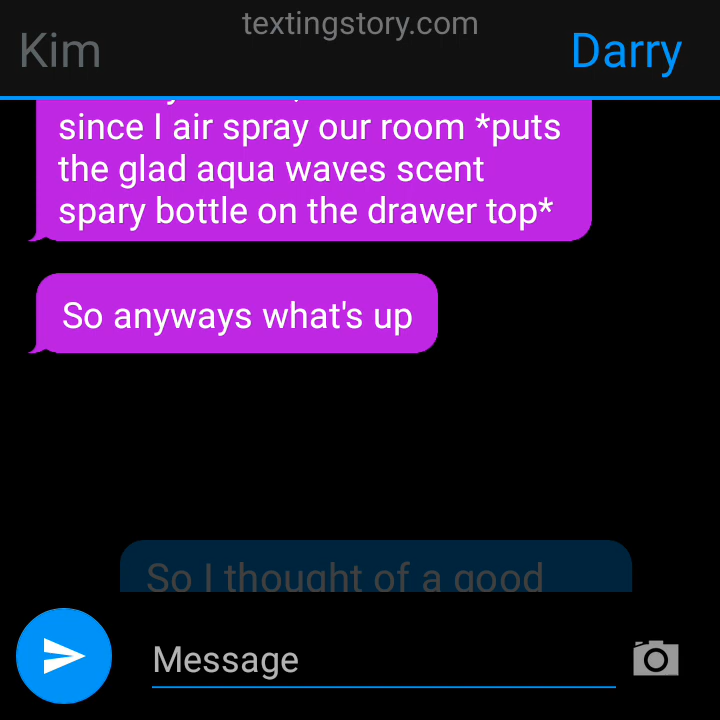 textingstory.com
Kim
Darry
since I air spray our room *puts
the glad aqua waves scent
spary bottle on the drawer top*
So anyways what's up
So I thought of a good
Message